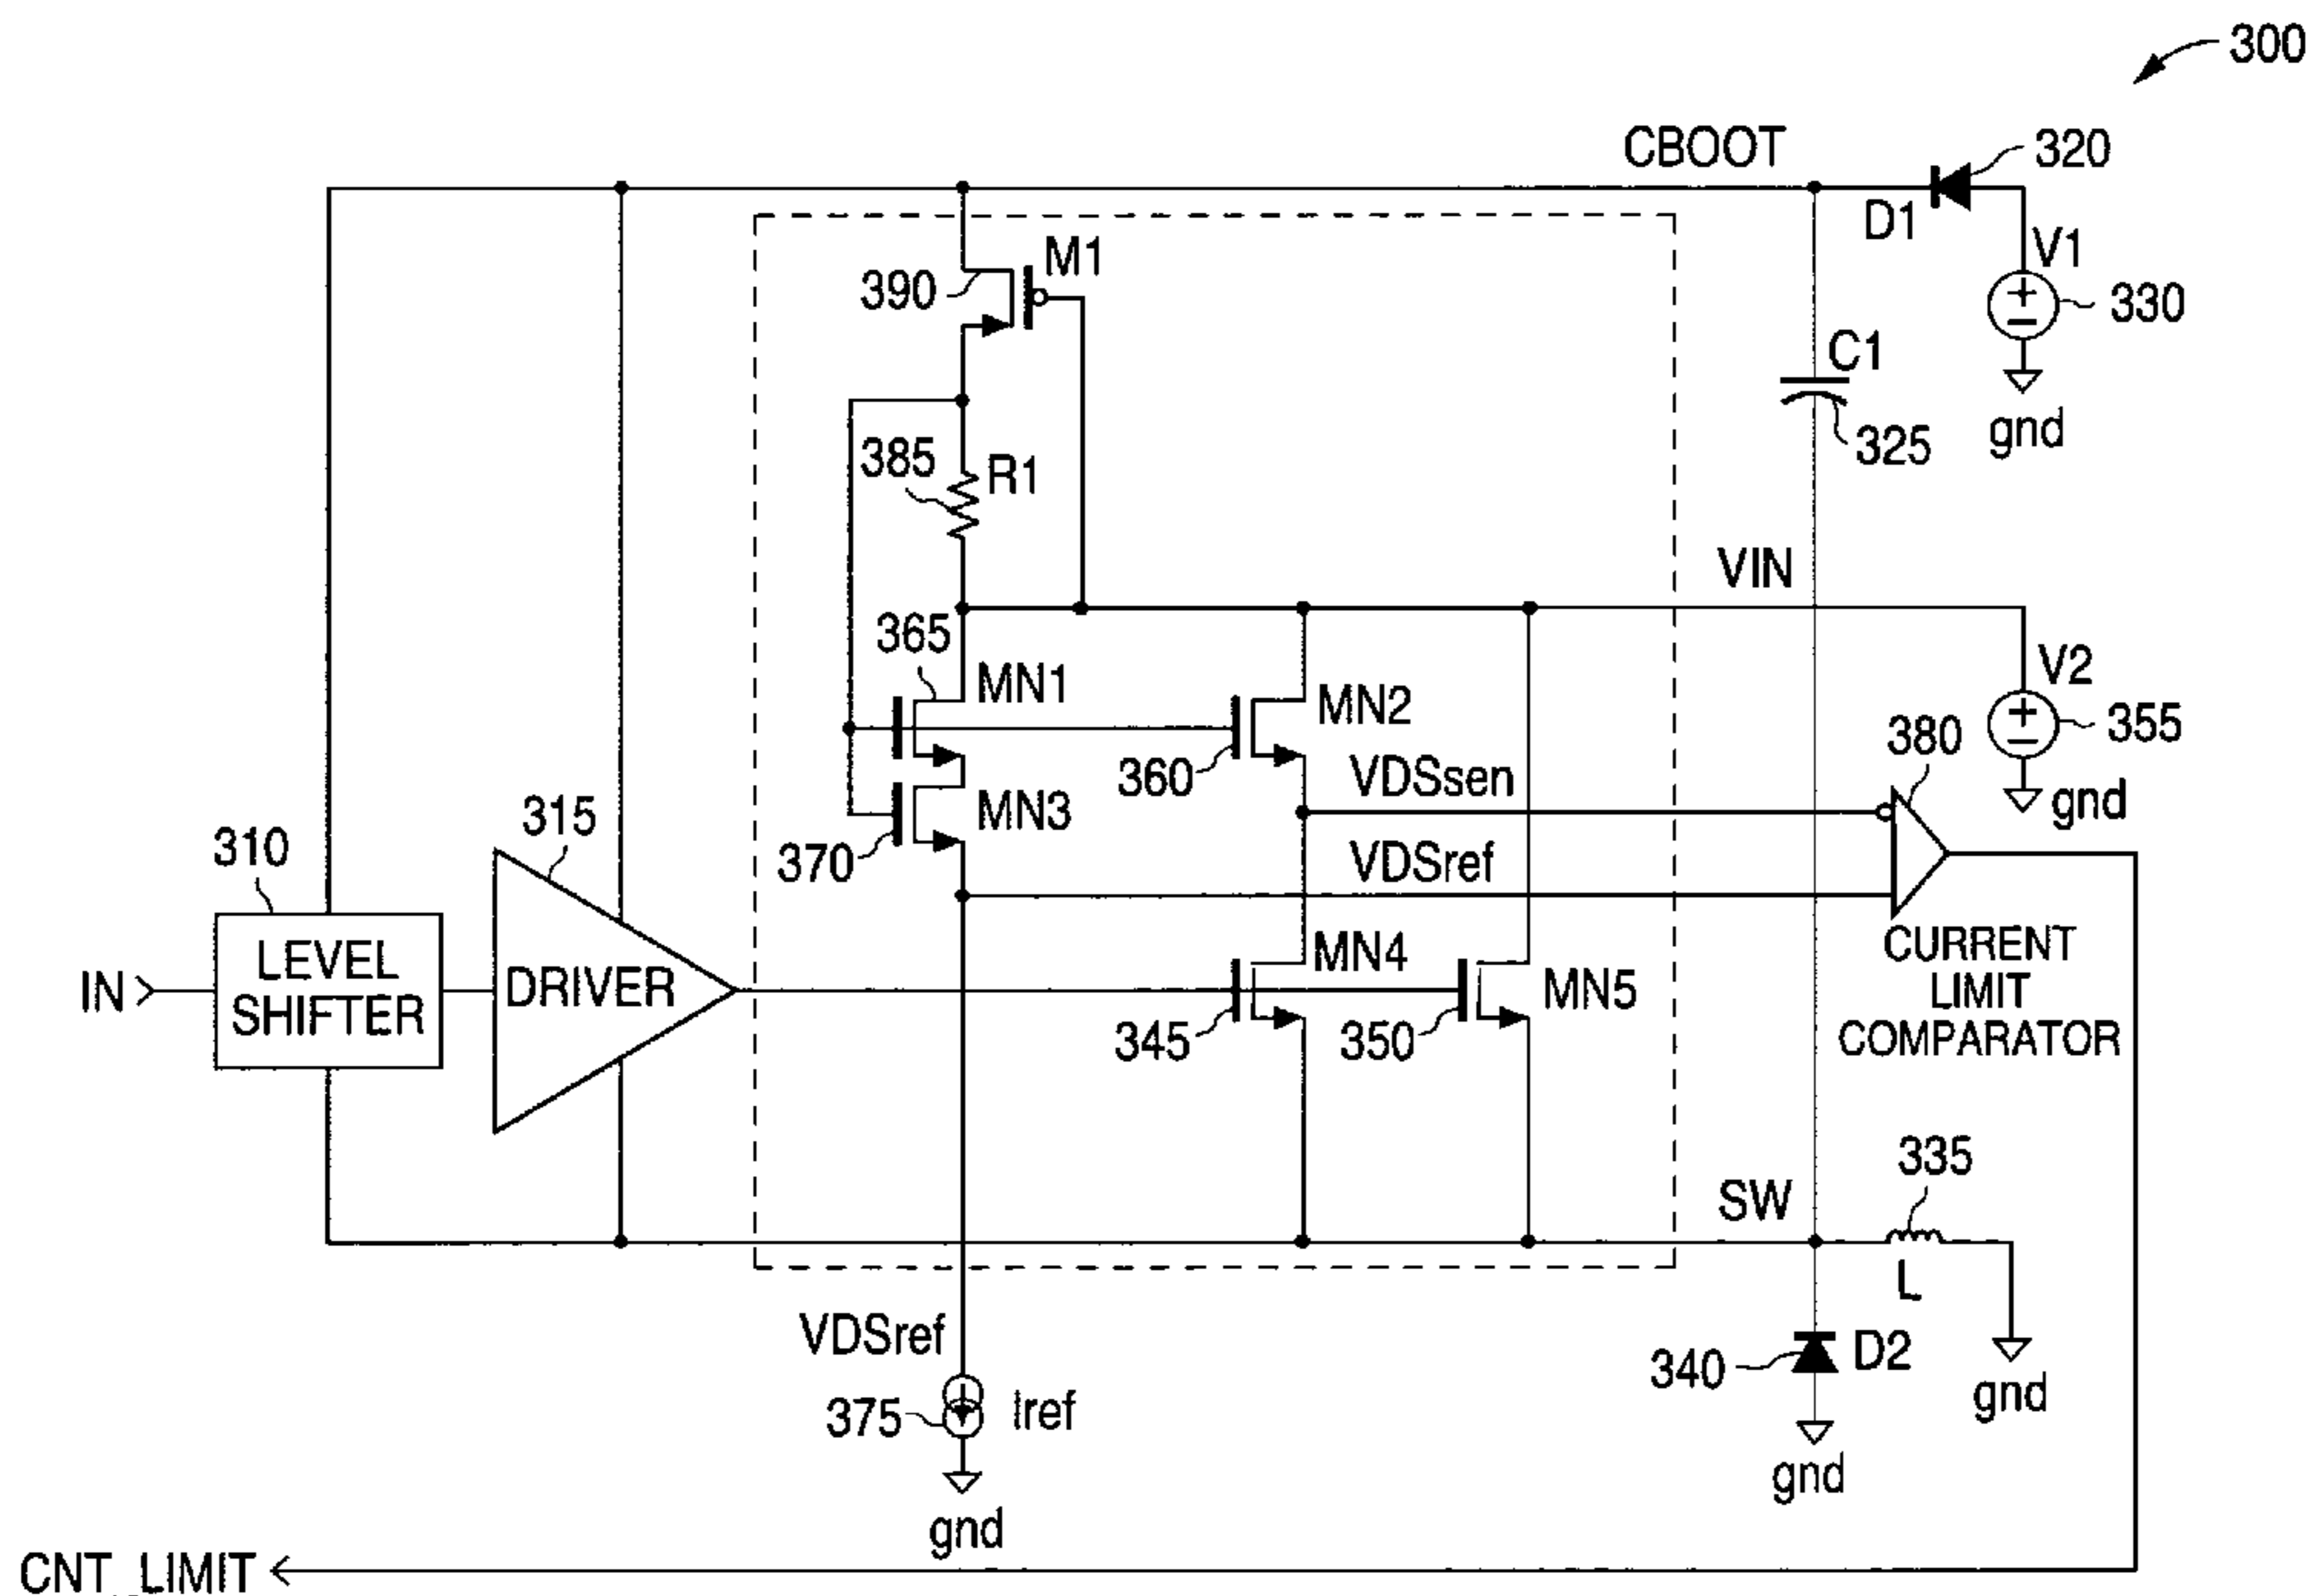 300
CBOOT
320
D1
V1
330
M1
390
C1
gnd
325
385
R1
VIN
365
V2
MN1
MN2
355
380
360
VDSsen
315
MN3
gnd
310
370
VDSref
LEVEL
SHIFTER
DRIVER
IN
MN4
MN5
CURRENT
LIMIT
COMPARATOR
345
350
335
SW
L
VDSref
340
D2
375
Iref
gnd
gnd
gnd
CNT_LIMIT